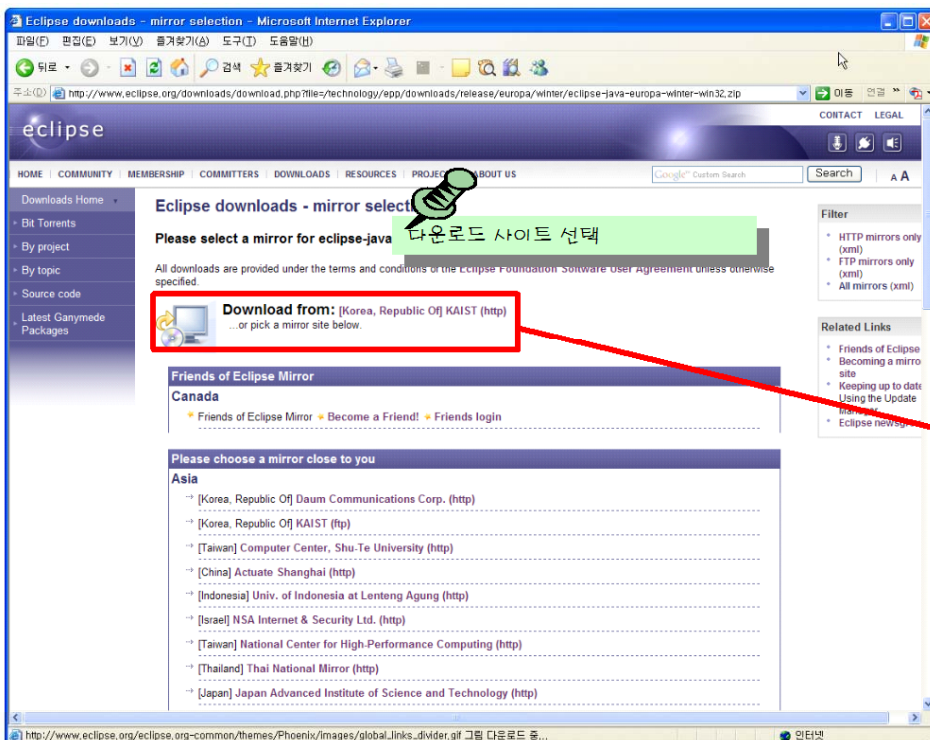 Eclipse downloads - mirror selection - Microsoft Internet Explorer
파일(F) 편집(E) 보기(V) 즐겨찾기(A) 도구(T) 도움말(H)
뒤로 검색 즐겨찾기
주소(D) http://www.eclipse.org/downloads/download.php?file=/technology/epp/downloads/release/europa/winter/eclipse-java-europa-winter-win32.zip 이동 연결 »
CONTACT LEGAL
eclipse
HOME COMMUNITY MEMBERSHIP COMMITTERS DOWNLOADS RESOURCES ABOUT US Google™ Custom Search Search A A
Downloads Home
Bit Torrents
By project
By topic
Source code
Latest Ganymede
Packages
Eclipse downloads - mirror
다운로드 사이트 선택
Please select a mirror for eclipse-java
All downloads are provided under the terms and conditions of the Eclipse Foundation Software User Agreement unless otherwise
specified.
Download from: [Korea, Republic Of] KAIST (http)
...or pick a mirror site below.
Friends of Eclipse Mirror
Canada
Friends of Eclipse Mirror Become a Friend! Friends login
Please choose a mirror close to you
Asia
[Korea, Republic Of] Daum Communications Corp. (http)
[Korea, Republic Of] KAIST (ftp)
[Taiwan] Computer Center, Shu-Te University (http)
[China] Actuate Shanghai (http)
[Indonesia] Univ. of Indonesia at Lenteng Agung (http)
[Israel] NSA Internet & Security Ltd. (http)
[Taiwan] National Center for High-Performance Computing (http)
[Thailand] Thai National Mirror (http)
[Japan] Japan Advanced Institute of Science and Technology (http)
Filter
HTTP mirrors only
(xml)
FTP mirrors only
(xml)
All mirrors (xml)
Related Links
Friends of Eclipse
Becoming a mirro
site
Keeping up to date
Using the Update
Eclipse
http://www.eclipse.org/eclipse.org-common/themes/Phoenix/images/global_links_divider.gif 그림 다운로드 중... 인터넷